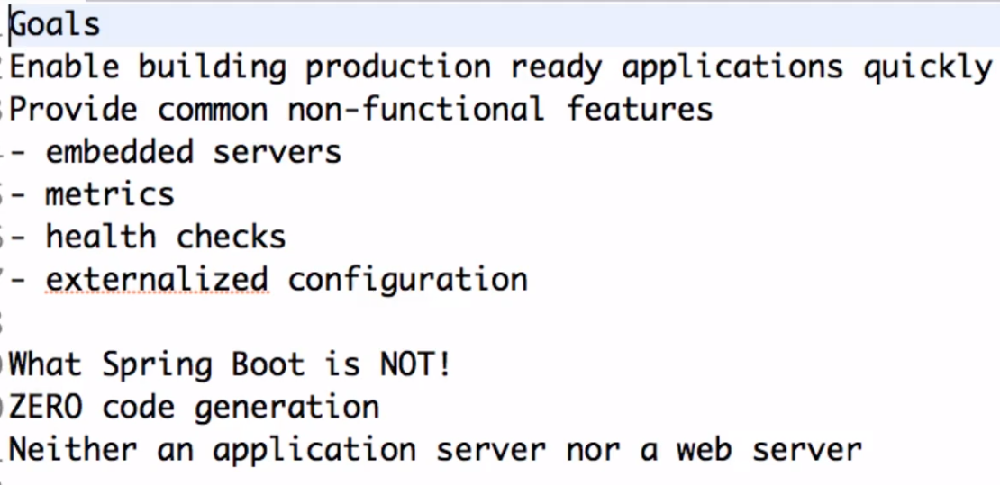 Goals
Enable building production ready applications quickly
Provide common non-functional features
- embedded servers
- metrics
- health checks
- externalized configuration
What Spring Boot is NOT!
ZERO code generation
Neither an application server nor a web server